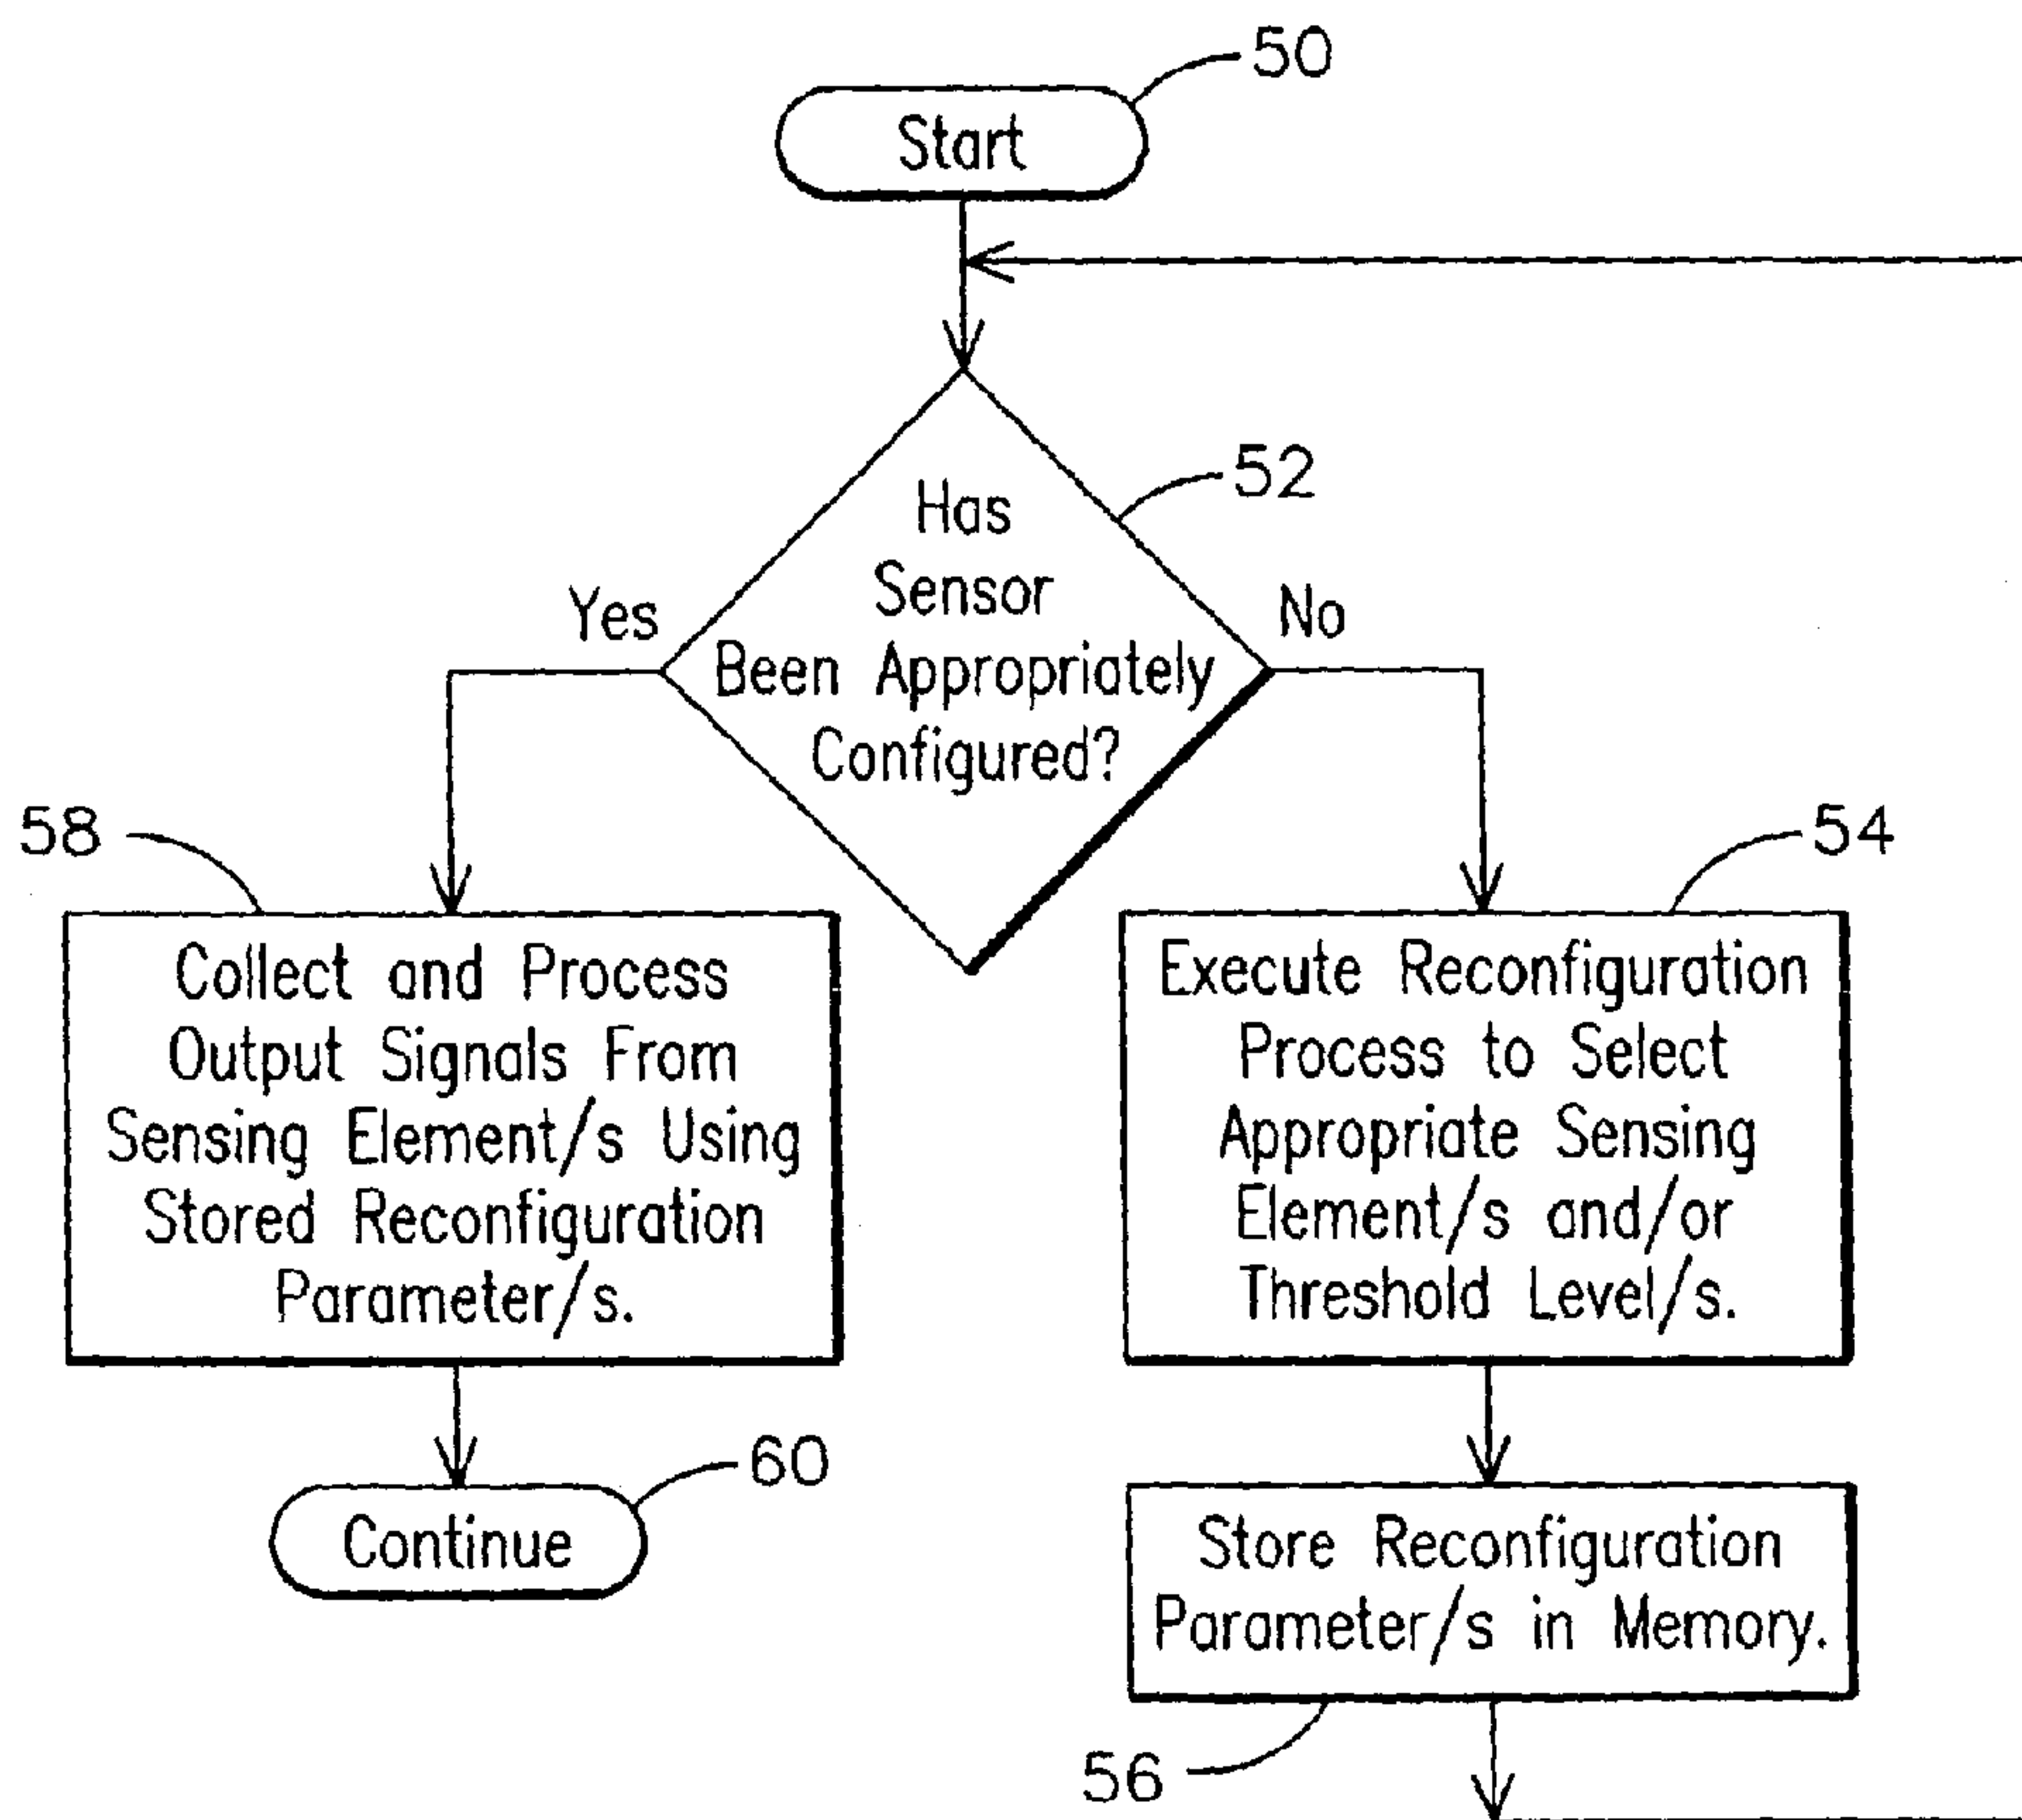 50
Start
52
Has
Sensor
Been Appropriately
Configured?
Yes
No
58
Collect and Process
Output Signals From
Sensing Element/s Using
Stored Reconfiguration
Parameter/s.
54
Execute Reconfiguration
Process to Select
Appropriate Sensing
Element/s and/or
Threshold Level/s.
60
Continue
Store Reconfiguration
Parameter/s in Memory.
56